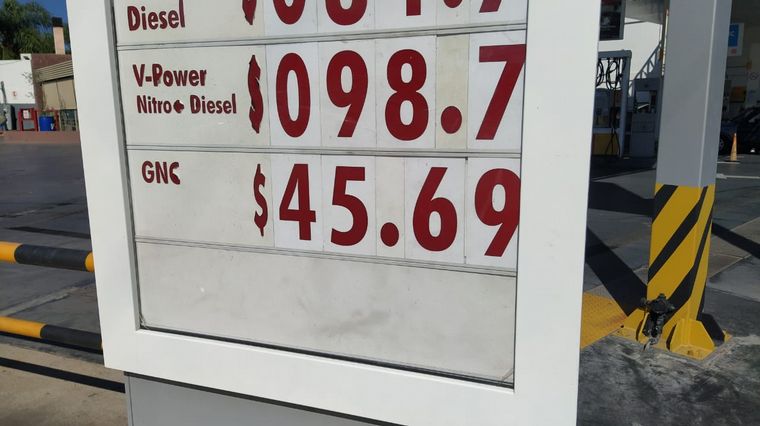 Diesel
V-Power
Nitro+ Diesel $098.7
GNC $45.69